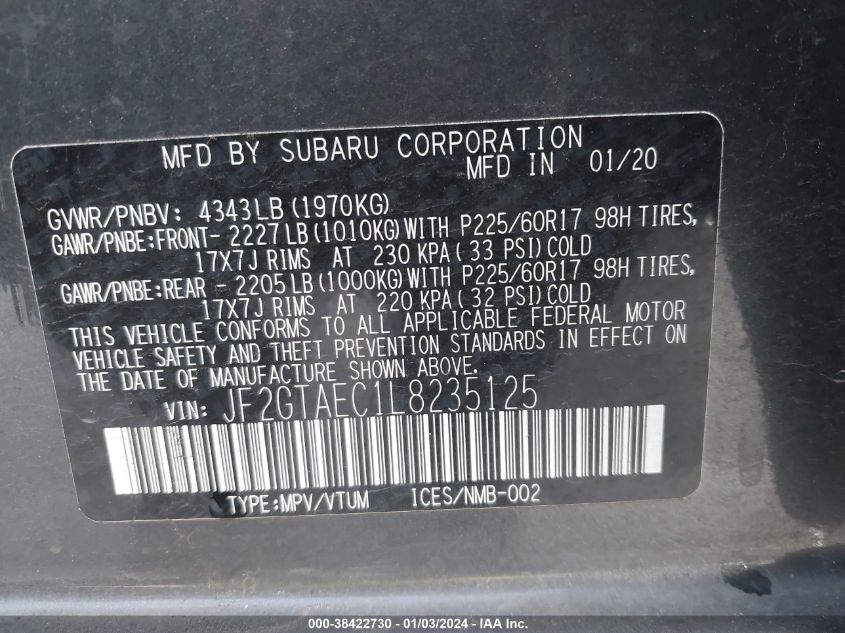 MFD BY SUBARU CORPORATION
MFD IN 01/20
GVWR/PNBV: 4343LB(1970KG)
GAWR/PNBE:FRONT- 2227LB(1010KG)WITH P225/60R17 98H TIRES,
17X7J RIMS AT 230 KPA(33 PSI)COLD
GAWR/PNBE:REAR - 2205LB(1000KG)WITH P225/60R17 98H TIRES,
17X7J RIMS AT 220 KPA(32 PSI)COLD
THIS VEHICLE CONFORMS TO ALL APPLICABLE FEDERAL MOTOR
VEHICLE SAFETY AND THEFT PREVENTION STANDARDS IN EFFECT ON
THE DATE OF MANUFACTURE SHOWN ABOVE.
VIN: JF2GTAEC1L8235125
TYPE:MPV/VTUM ICES/NMB-002
000-38422730 - 01/03/2024 - IAA Inc.